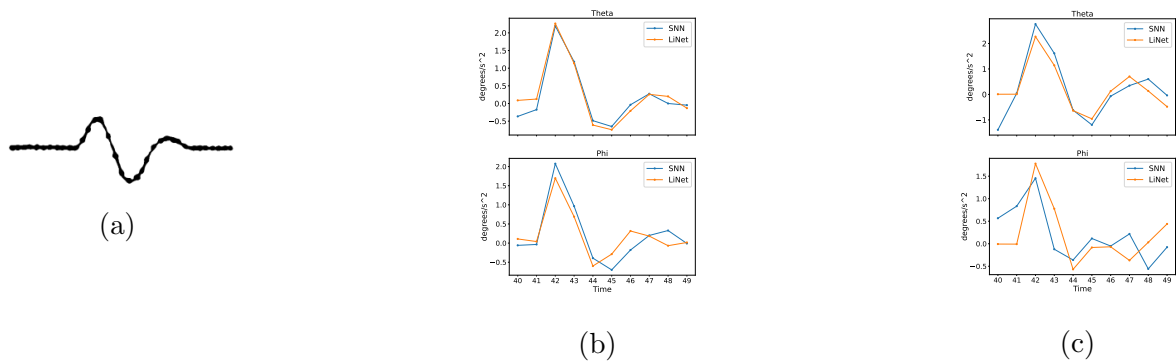 Theta
degrees/s^2
2.0
1.5
1.0
0.5
0.0
−0.5
SNN
LiNet
Phi
degrees/s^2
2.0
1.5
1.0
0.5
0.0
−0.5
SNN
LiNet
40 41 42 43 44 45 46 47 48 49
Time
Theta
degrees/s^2
2
1
0
−1
SNN
LiNet
Phi
degrees/s^2
1.5
1.0
0.5
0.0
−0.5
SNN
LiNet
40 41 42 43 44 45 46 47 48 49
Time
(a)
(b)
(c)